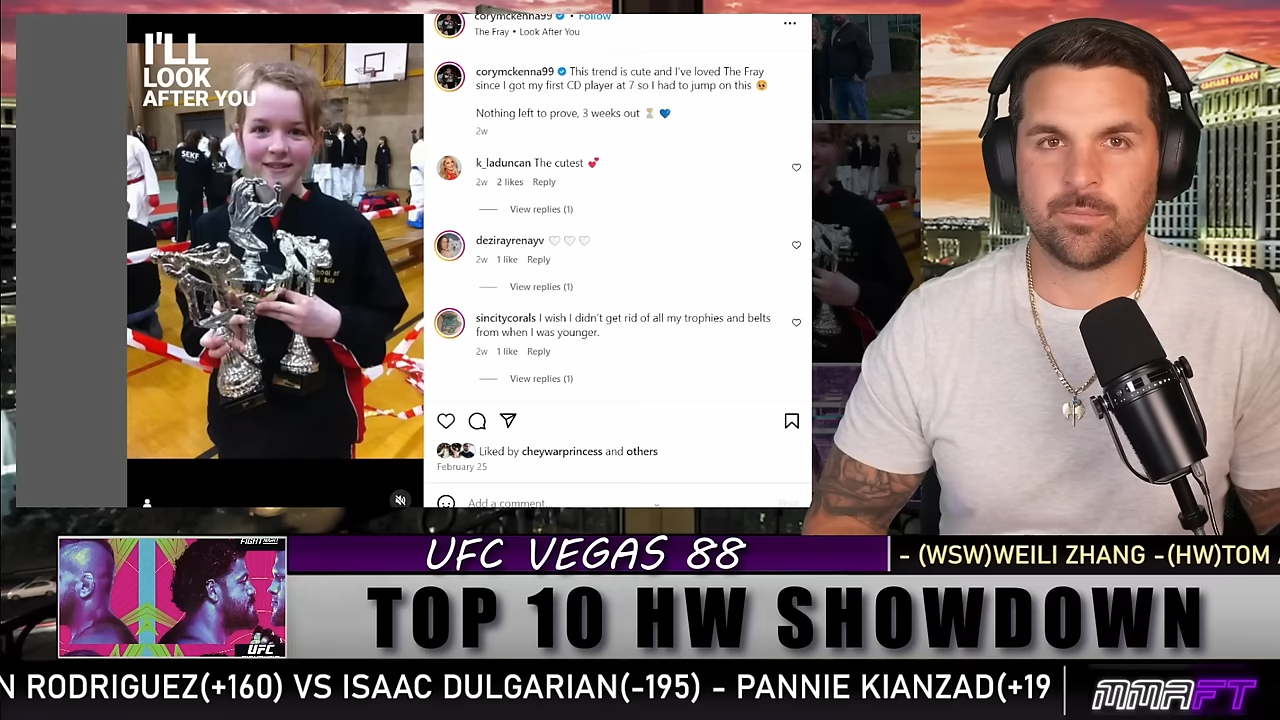 I'LL
LOOK
AFTER YOU
SEKF
corymckenna99 • Follow
The Fray • Look After You
corymckenna99 This trend is cute and I've loved The Fray
since I got my first CD player at 7 so I had to jump on this 🥹
Nothing left to prove, 3 weeks out ⏳ 💙
2w
k_laduncan The cutest 💕
2w 2 likes Reply
View replies (1)
dezirayrenayv 🤍🤍🤍
2w 1 like Reply
View replies (1)
sincitycorals I wish I didn't get rid of all my trophies and belts
from when I was younger.
2w 1 like Reply
View replies (1)
Liked by cheywarprincess and others
February 25
Add a comment...
CAESARS PALACE
UFC VEGAS 88
- (WSW)WEILI ZHANG -(HW)TOM
FIGHT NIGHT
UFC
TOP 10 HW SHOWDOWN
N RODRIGUEZ(+160) VS ISAAC DULGARIAN(-195) - PANNIE KIANZAD(+19
MMAFT